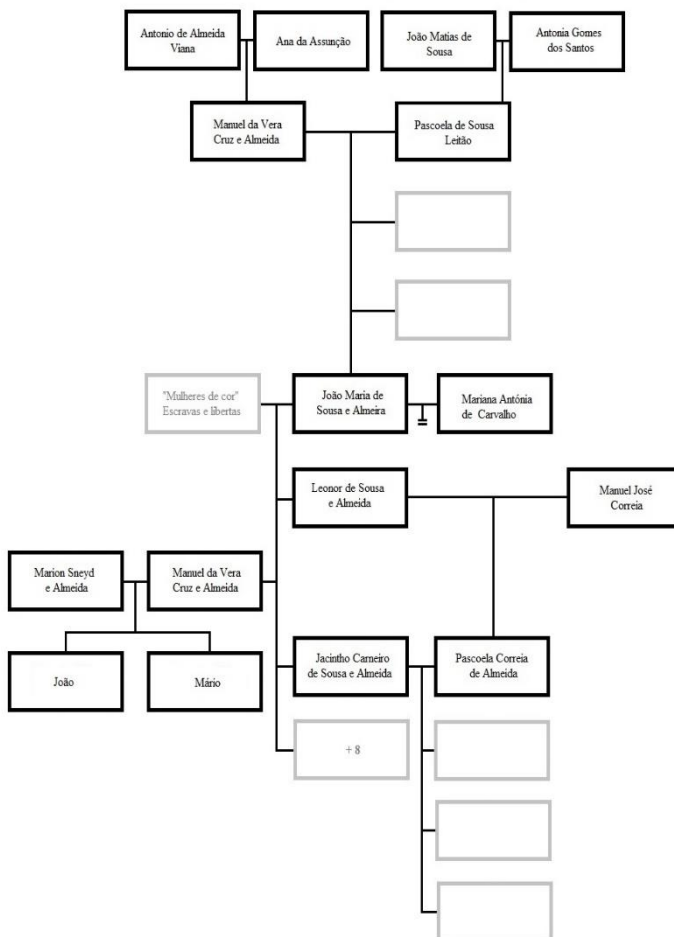 Antonio de Almeida
Viana
Ana da Assunção
João Matias de
Sousa
Antonia Gomes
dos Santos
Manuel da Vera
Cruz e Almeida
Pascoela de Sousa
Leitão
"Mulheres de cor"
Escravas e libertas
João Maria de
Sousa e Almeira
Mariana Antónia
de Carvalho
Leonor de Sousa
e Almeida
Manuel José
Correia
Marion Sneyd
e Almeida
Manuel da Vera
Cruz e Almeida
Jacintho Carneiro
de Sousa e Almeida
Pascoela Correia
de Almeida
João
Mário
+ 8